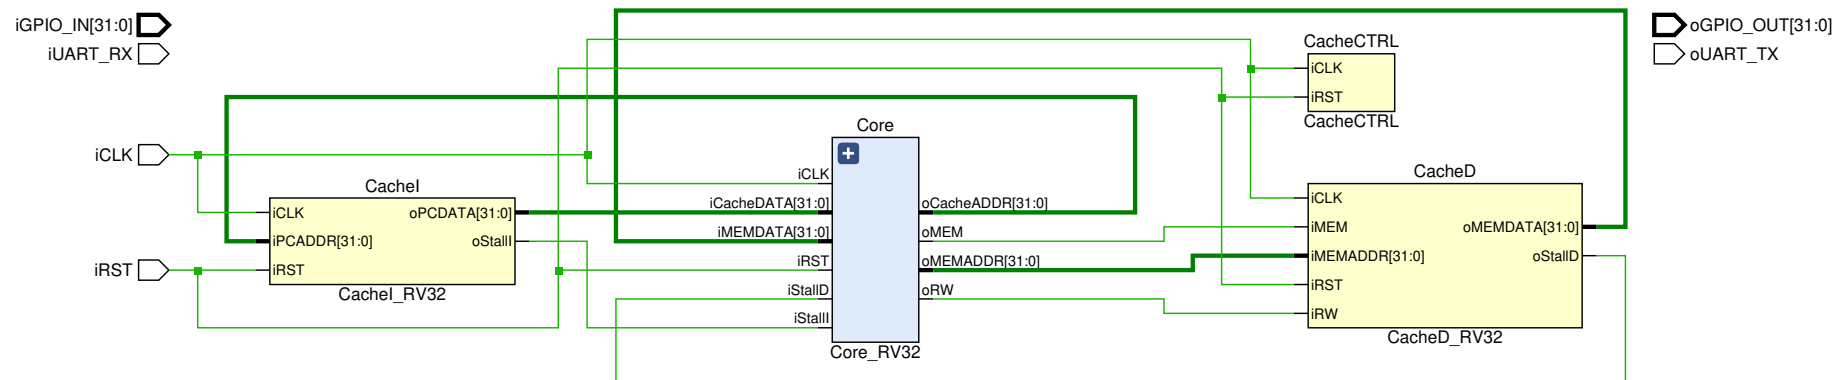 iGPIO_IN[31:0]
iUART_RX
iCLK
iRST
CacheI
iCLK
iPCADDR[31:0]
iRST
oPCDATA[31:0]
oStallI
CacheI_RV32
Core
iCLK
iCacheDATA[31:0]
iMEMDATA[31:0]
iRST
iStallD
iStallI
oCacheADDR[31:0]
oMEM
oMEMADDR[31:0]
oRW
Core_RV32
CacheCTRL
iCLK
iRST
CacheCTRL
CacheD
iCLK
iMEM
iMEMADDR[31:0]
iRST
iRW
oMEMDATA[31:0]
oStallD
CacheD_RV32
oGPIO_OUT[31:0]
oUART_TX